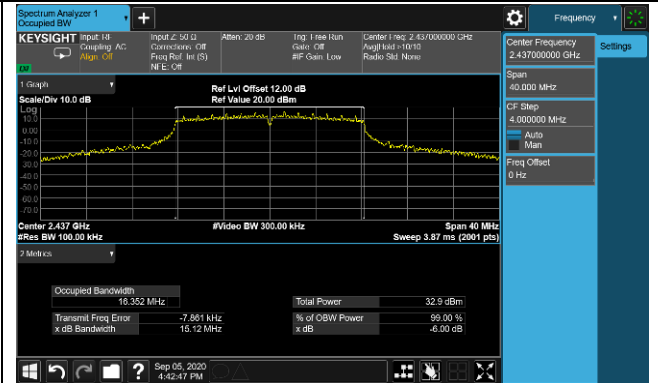 Spectrum Analyzer 1
Occupied BW
+
Frequency
KEYSIGHT
Input: RF
Coupling: AC
Align: Off
Input Z: 50 Ω
Corrections: Off
Freq Ref: Int (S)
NFE: Off
Atten: 20 dB
Trig: Free Run
Gate: Off
#IF Gain: Low
Center Freq: 2.437000000 GHz
Avg|Hold:>10/10
Radio Std: None
Center Frequency
2.437000000 GHz
Settings
Span
40.000 MHz
CF Step
4.000000 MHz
Auto
Man
Freq Offset
0 Hz
1 Graph
Scale/Div 10.0 dB
Ref Lvl Offset 12.00 dB
Ref Value 20.00 dBm
Log
10.0
0.00
-10.0
-20.0
-30.0
-40.0
-50.0
-60.0
-70.0
Center 2.437 GHz
#Res BW 100.00 kHz
#Video BW 300.00 kHz
Span 40 MHz
Sweep 3.87 ms (2001 pts)
2 Metrics
Occupied Bandwidth
16.352 MHz
Total Power 32.9 dBm
Transmit Freq Error -7.861 kHz
% of OBW Power 99.00 %
x dB Bandwidth 15.12 MHz
x dB -6.00 dB
?
Sep 05, 2020
4:42:47 PM